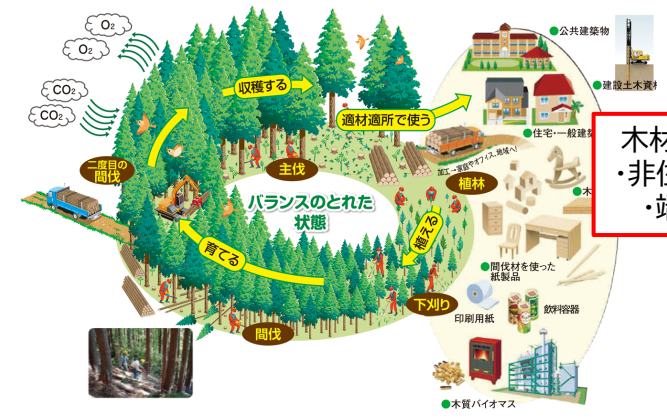 O2
O2
CO2
CO2
収穫する
適材適所で使う
二度目の
間伐
主伐
加工→家庭やオフィス、地域へ!
植林
バランスのとれた
状態
植える
育てる
下刈り
間伐
●公共建築物
●建設土木資材
●住宅・一般建築
●木
●間伐材を使った
紙製品
印刷用紙
飲料容器
●木質バイオマス
木材
・非住
・端